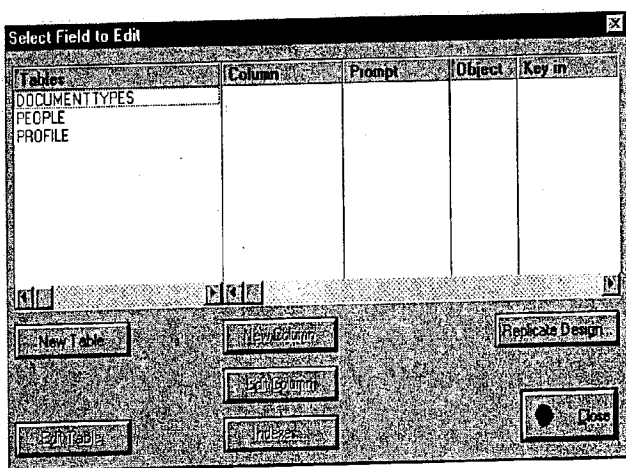 Select Field to Edit
Tables Column Prompt Object Key in
DOCUMENTTYPES
PEOPLE
PROFILE
New Table New Column Replicate Design...
Edit Column
Edit Table Indexes... Close